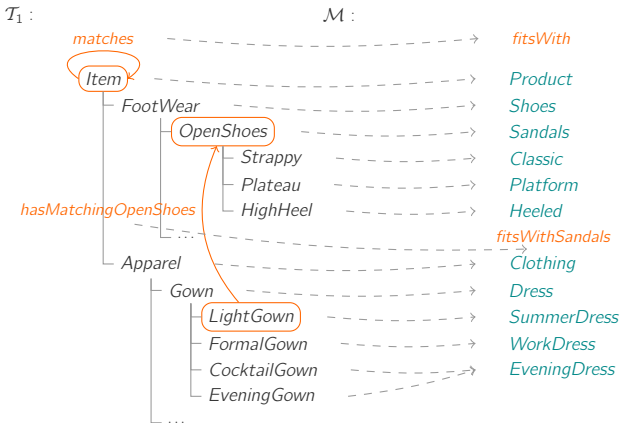 𝒯₁ : ℳ :
matches fitsWith
Item Product
FootWear Shoes
OpenShoes Sandals
Strappy Classic
Plateau Platform
HighHeel Heeled
hasMatchingOpenShoes
... fitsWithSandals
Apparel Clothing
Gown Dress
LightGown SummerDress
FormalGown WorkDress
CocktailGown EveningDress
EveningGown
...